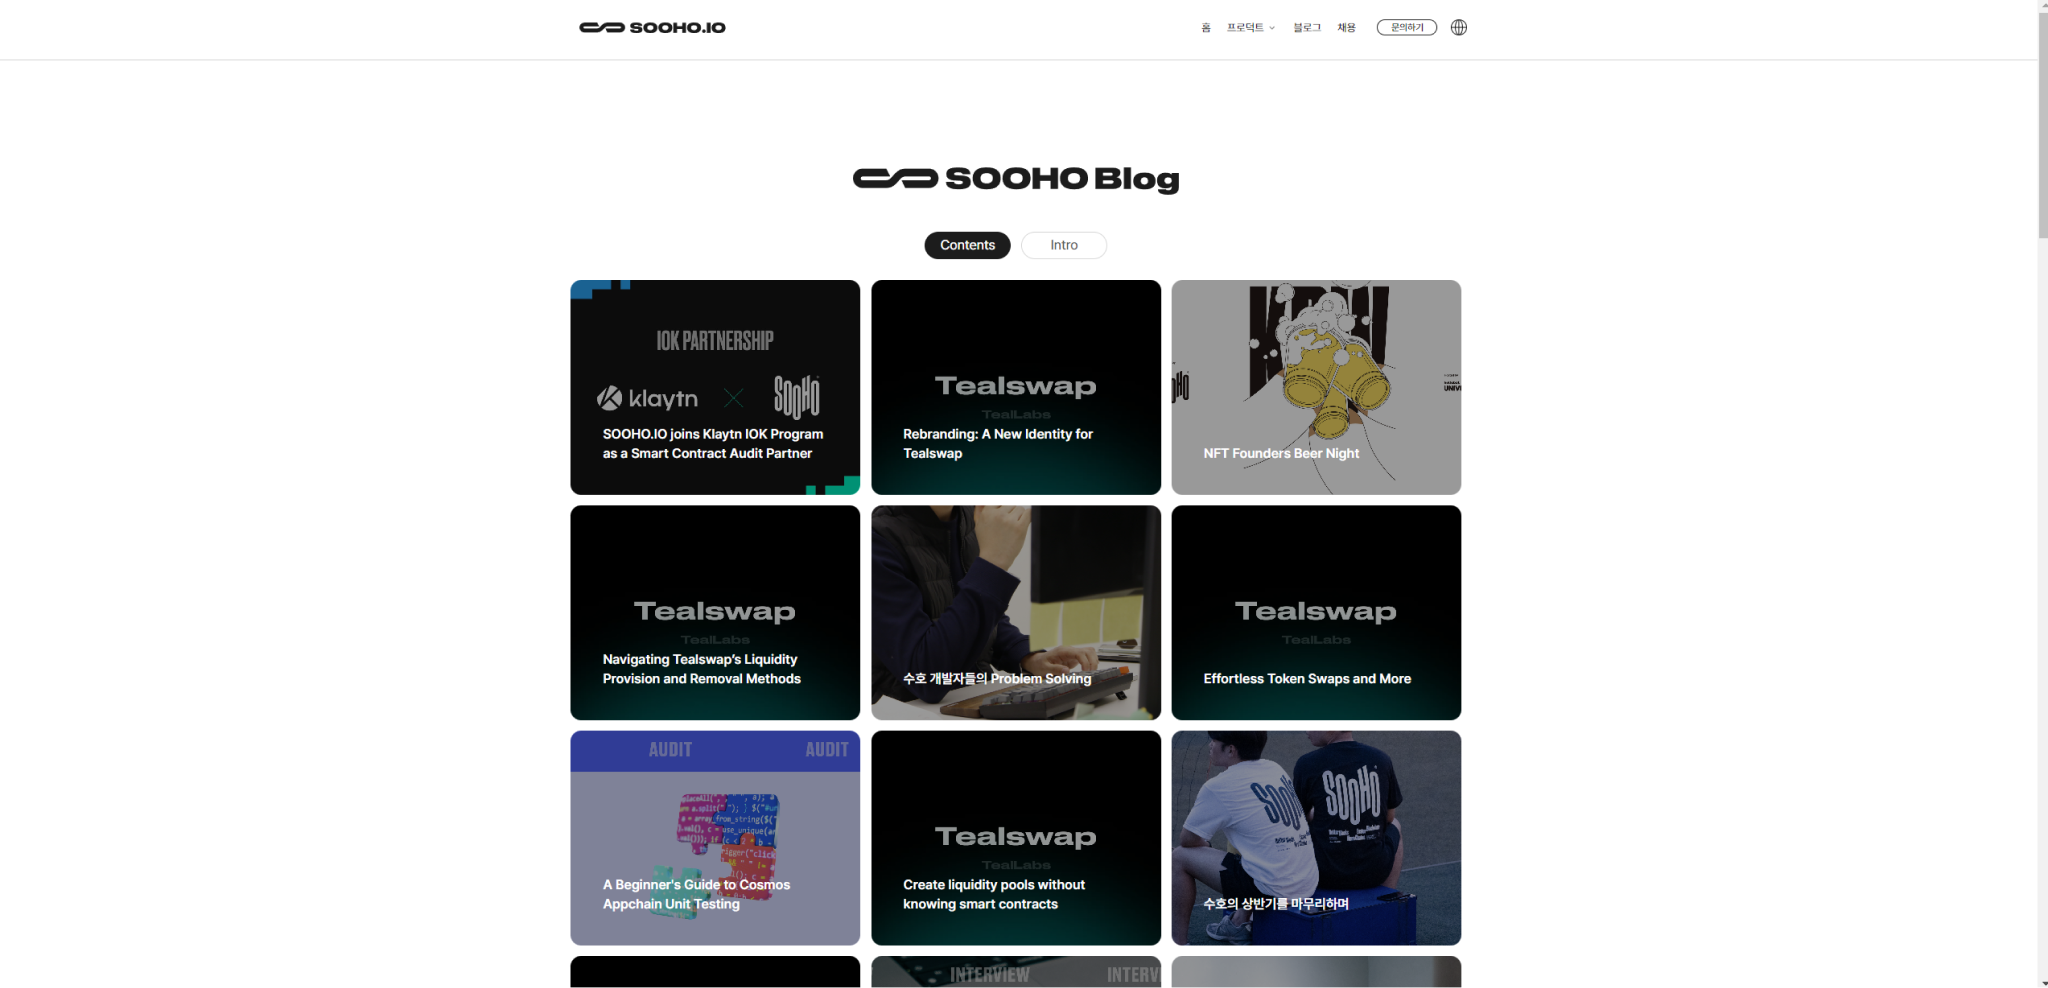 SOOHO.IO
홈 프로덕트 블로그 채용 문의하기
SOOHO Blog
Contents Intro
IOK PARTNERSHIP
klaytn SOOHO
SOOHO.IO joins Klaytn IOK Program
as a Smart Contract Audit Partner
Tealswap
TealLabs
Rebranding: A New Identity for
Tealswap
NFT Founders Beer Night
Tealswap
TealLabs
Navigating Tealswap’s Liquidity
Provision and Removal Methods
수호 개발자들의 Problem Solving
Tealswap
TealLabs
Effortless Token Swaps and More
AUDIT AUDIT
A Beginner's Guide to Cosmos
Appchain Unit Testing
Tealswap
TealLabs
Create liquidity pools without
knowing smart contracts
SOOHO SOOHO
수호의 상반기를 마무리하며
INTERVIEW